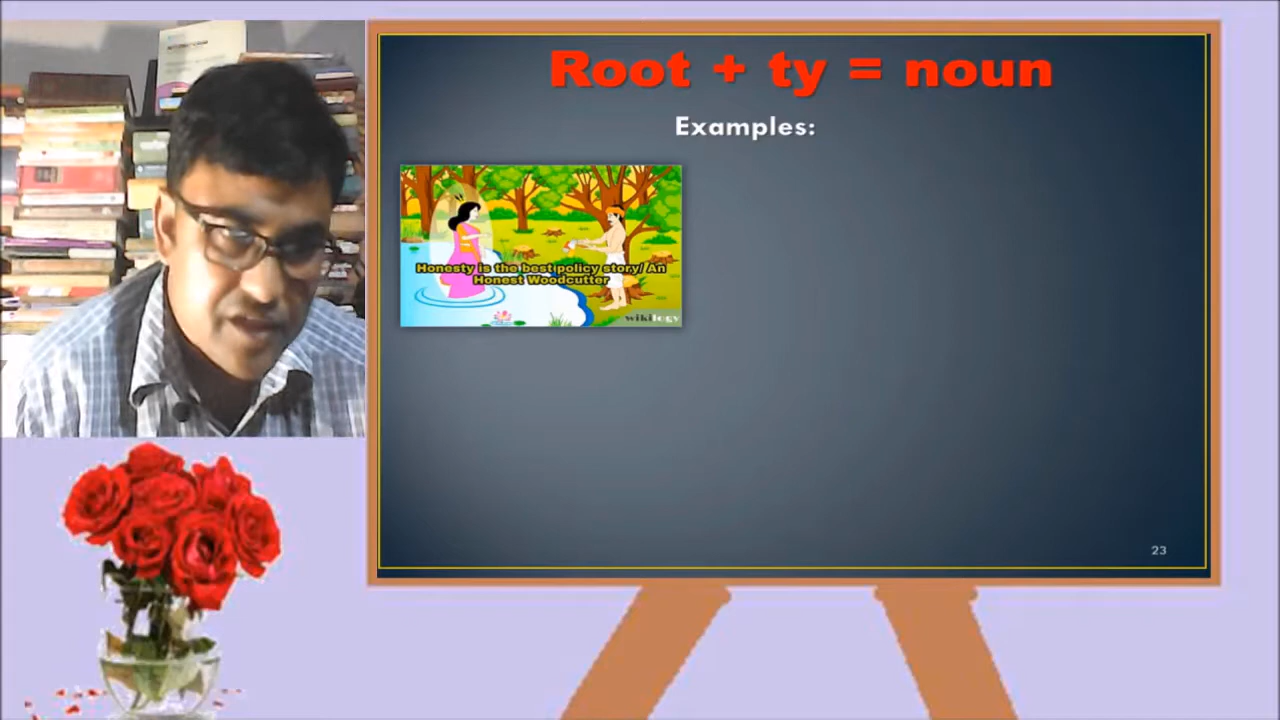 Root + ty = noun
Examples:
Honesty is the best policy story/ An
Honest Woodcutter
wikilogy
23